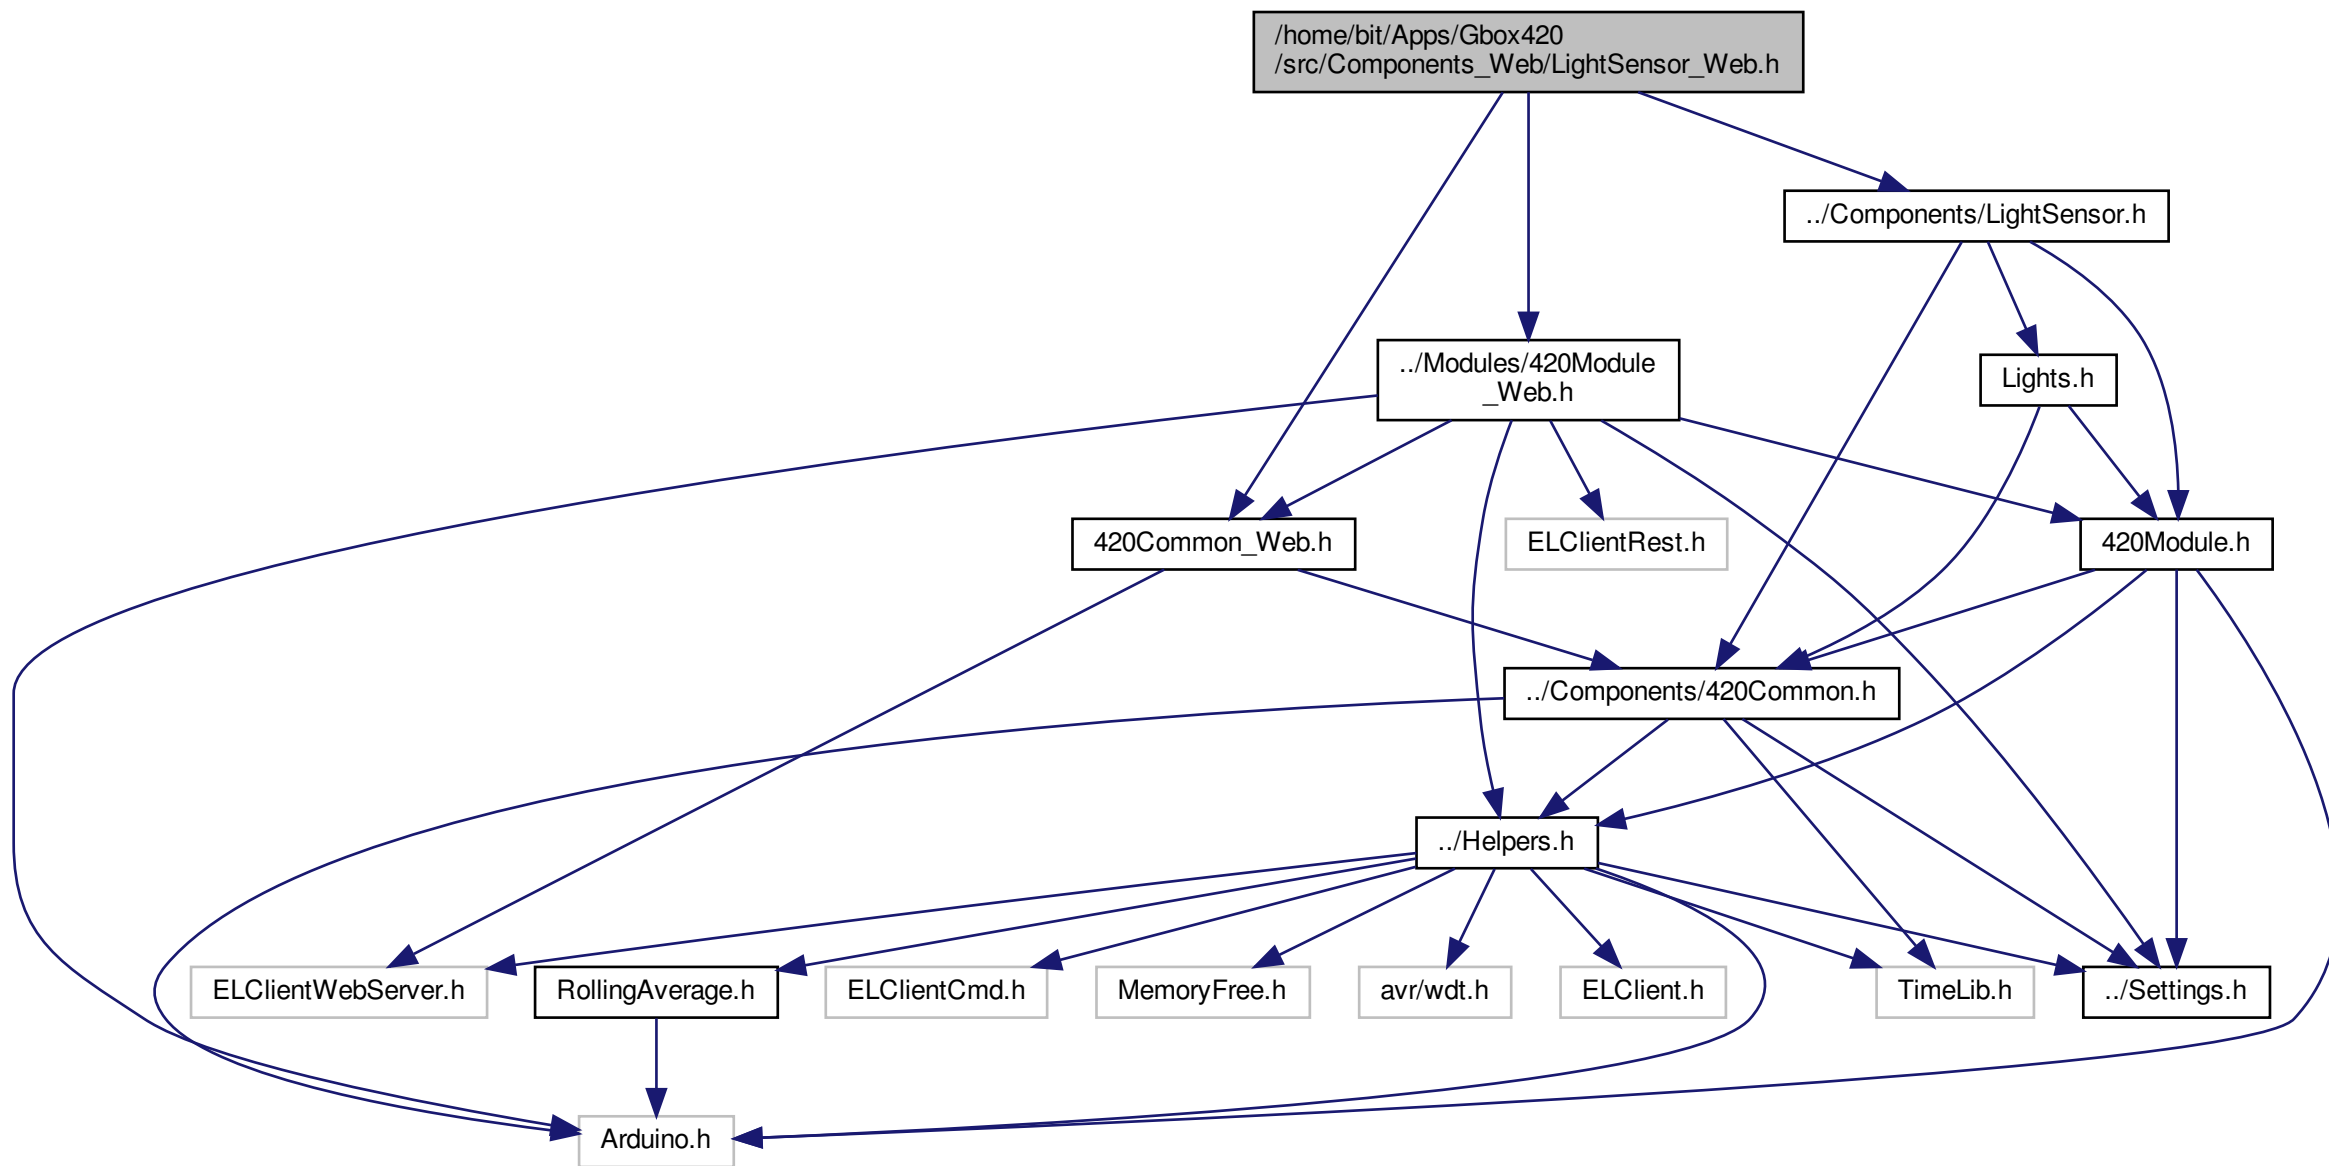 /home/bit/Apps/Gbox420
/src/Components_Web/LightSensor_Web.h
../Components/LightSensor.h
../Modules/420Module
_Web.h
Lights.h
420Common_Web.h
ELClientRest.h
420Module.h
../Components/420Common.h
../Helpers.h
ELClientWebServer.h
RollingAverage.h
ELClientCmd.h
MemoryFree.h
avr/wdt.h
ELClient.h
TimeLib.h
../Settings.h
Arduino.h